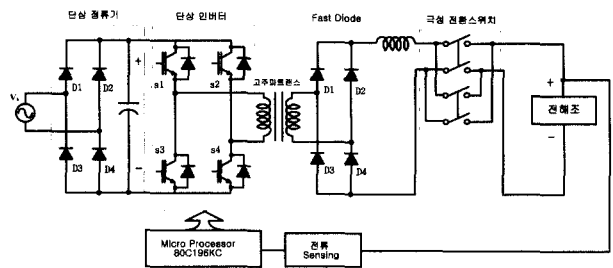 단상 정류기
단상 인버터
Fast Diode
극성 전환스위치
고주파트랜스
D1
D2
s1
s2
D1
D2
+
+
Vs
전해조
-
-
D3
D4
s3
s4
D3
D4
Micro Processor
80C196KC
전류
Sensing